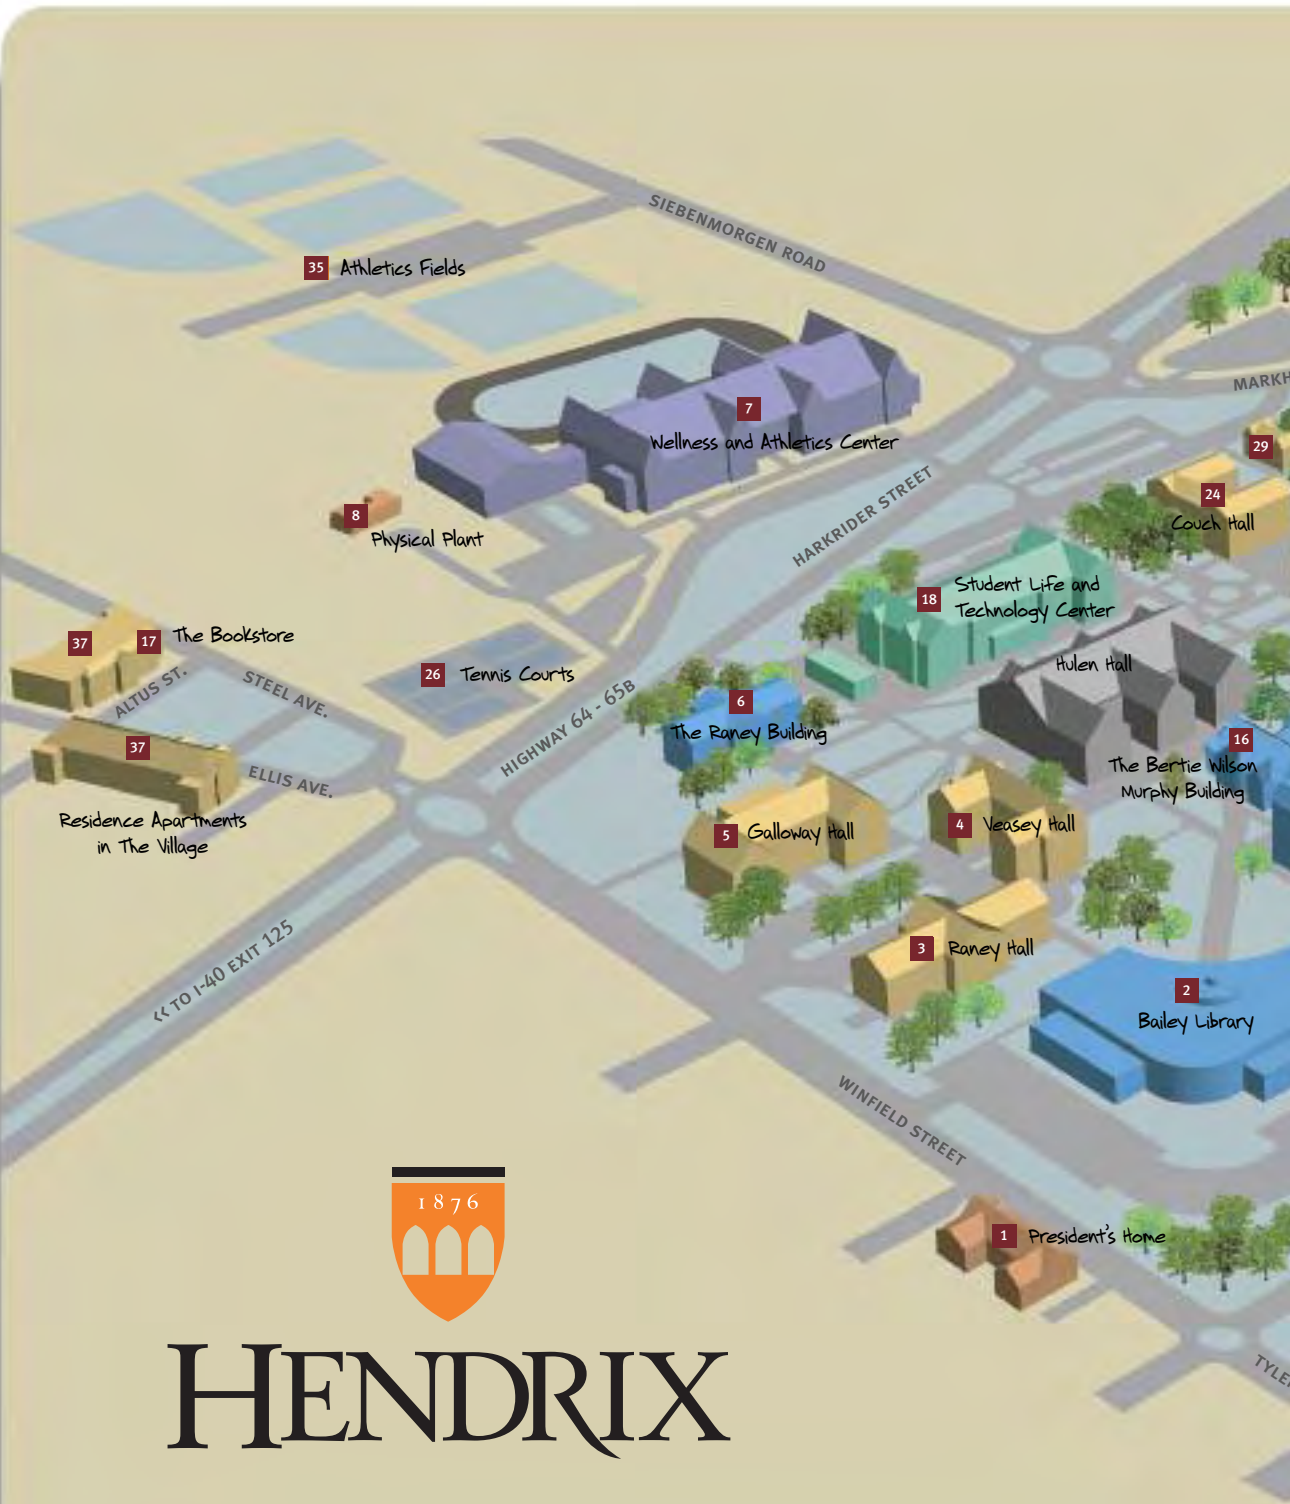 SIEBENMORGEN ROAD
35 Athletics Fields
MARKH
7
Wellness and Athletics Center
29
24
Couch Hall
HARKRIDER STREET
8
Physical Plant
18 Student Life and
Technology Center
37
17 The Bookstore
ALTUS ST.
STEEL AVE.
26 Tennis Courts
HIGHWAY 64 - 65B
Hulen Hall
6
The Raney Building
16
The Bertie Wilson
Murphy Building
37
ELLIS AVE.
Residence Apartments
in The Village
5 Galloway Hall
4 Veasey Hall
3 Raney Hall
<< TO I-40 EXIT 125
2
Bailey Library
WINFIELD STREET
1 President's Home
TYLE
1876
HENDRIX